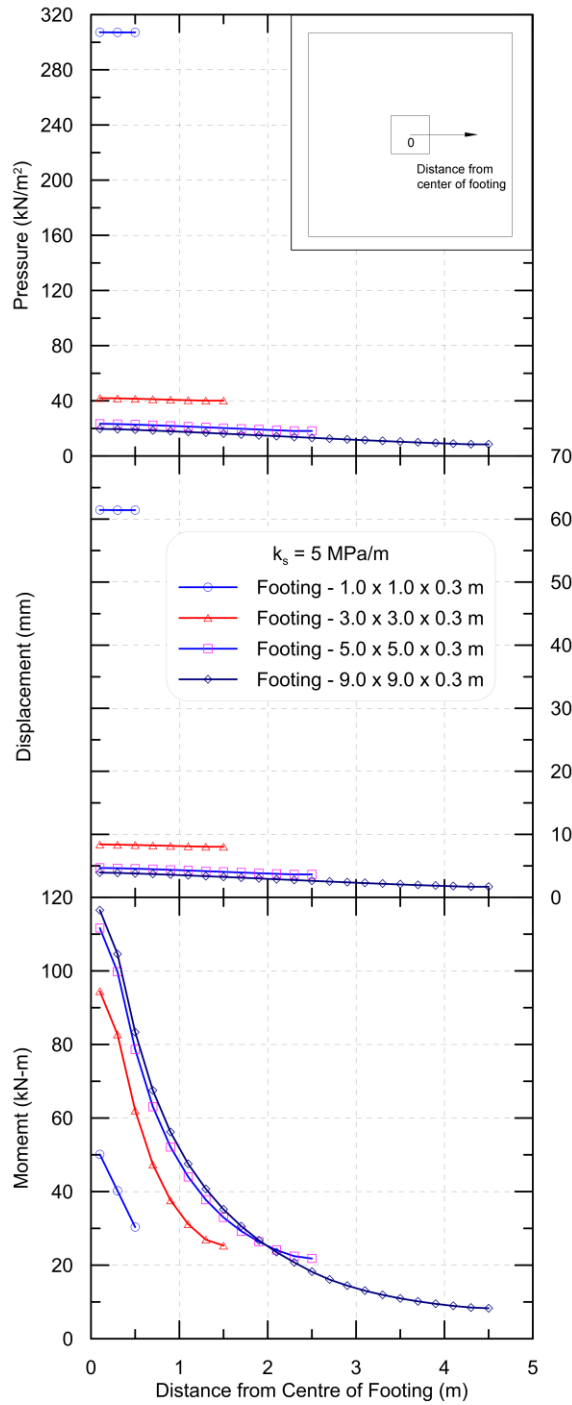 320
280
240
200
160
120
80
40
0
Pressure (kN/m²)
0
Distance from
center of footing
70
60
50
40
30
20
10
0
Displacement (mm)
kₛ = 5 MPa/m
Footing - 1.0 x 1.0 x 0.3 m
Footing - 3.0 x 3.0 x 0.3 m
Footing - 5.0 x 5.0 x 0.3 m
Footing - 9.0 x 9.0 x 0.3 m
120
100
80
60
40
20
0
Momemt (kN-m)
0 1 2 3 4 5
Distance from Centre of Footing (m)